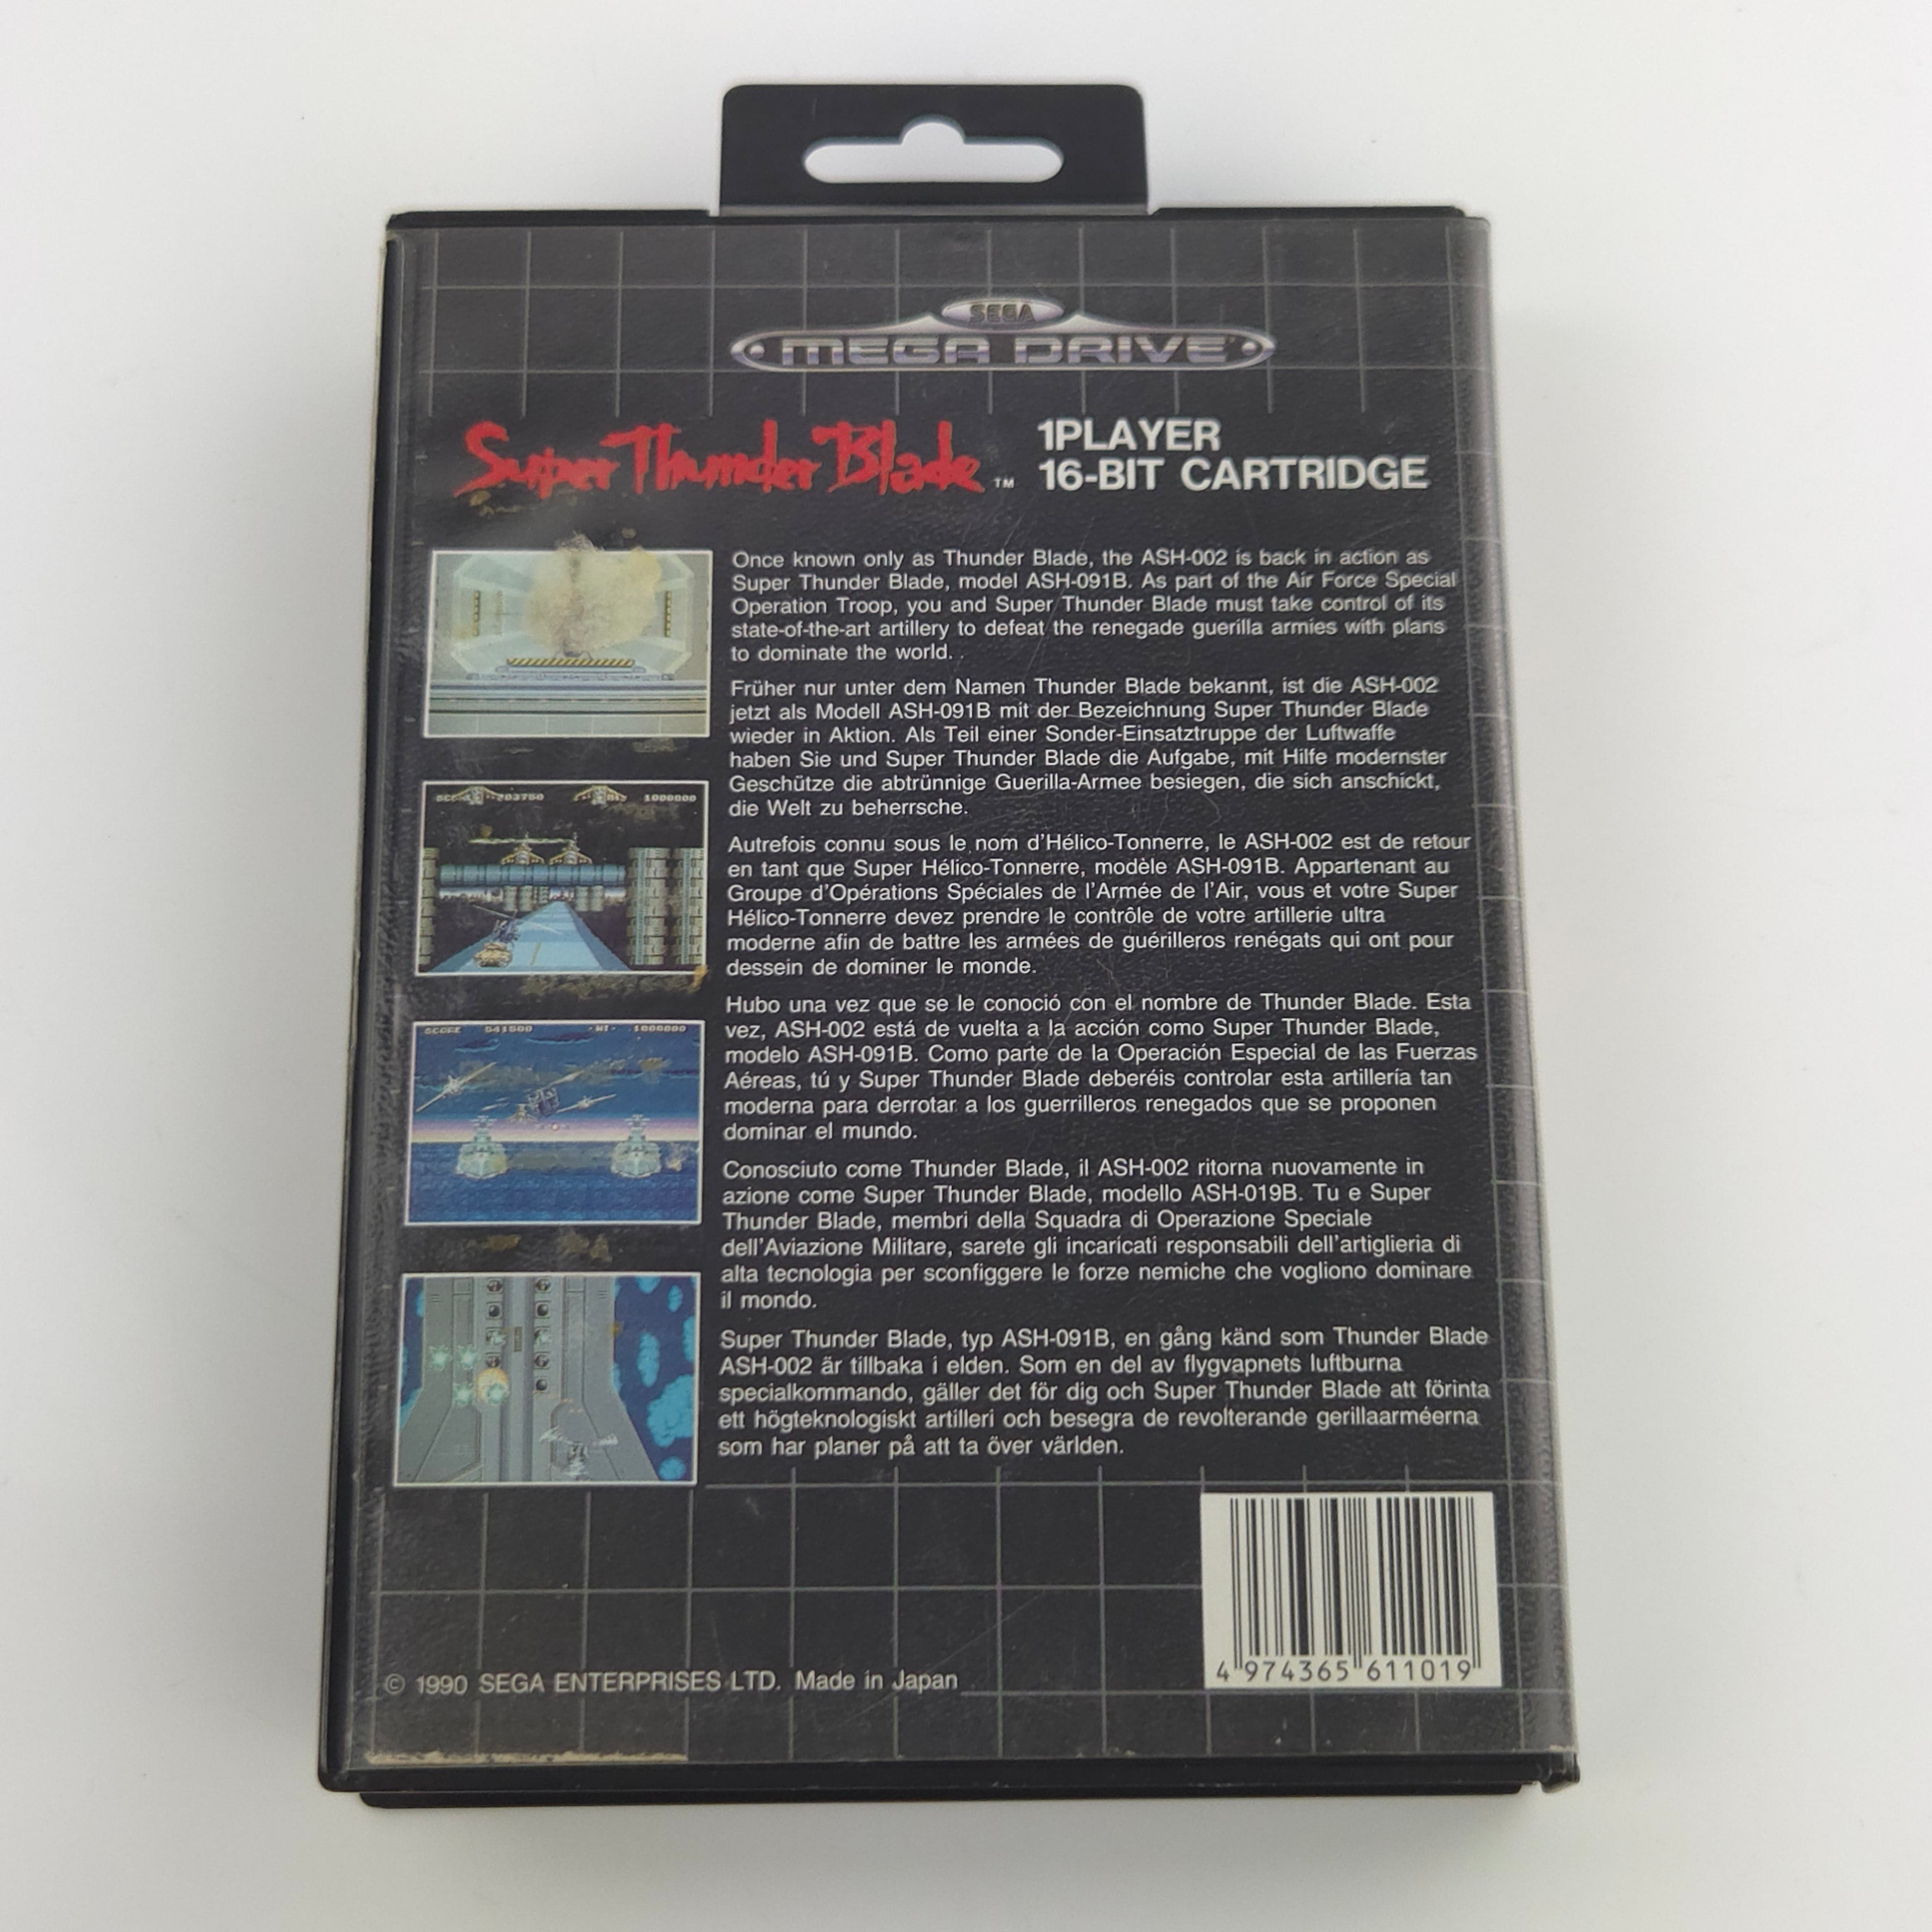 SEGA
MEGA DRIVE
Super Thunder Blade ™
1PLAYER
16-BIT CARTRIDGE
Once known only as Thunder Blade, the ASH-002 is back in action as
Super Thunder Blade, model ASH-091B. As part of the Air Force Special
Operation Troop, you and Super Thunder Blade must take control of its
state-of-the-art artillery to defeat the renegade guerilla armies with plans
to dominate the world.
Früher nur unter dem Namen Thunder Blade bekannt, ist die ASH-002
jetzt als Modell ASH-091B mit der Bezeichnung Super Thunder Blade
wieder in Aktion. Als Teil einer Sonder-Einsatztruppe der Luftwaffe
haben Sie und Super Thunder Blade die Aufgabe, mit Hilfe modernster
Geschütze die abtrünnige Guerilla-Armee besiegen, die sich anschickt,
die Welt zu beherrsche.
Autrefois connu sous le nom d'Hélico-Tonnerre, le ASH-002 est de retour
en tant que Super Hélico-Tonnerre, modèle ASH-091B. Appartenant au
Groupe d'Opérations Spéciales de l'Armée de l'Air, vous et votre Super
Hélico-Tonnerre devez prendre le contrôle de votre artillerie ultra
moderne afin de battre les armées de guérilleros renégats qui ont pour
dessein de dominer le monde.
Hubo una vez que se le conoció con el nombre de Thunder Blade. Esta
vez, ASH-002 está de vuelta a la acción como Super Thunder Blade,
modelo ASH-091B. Como parte de la Operación Especial de las Fuerzas
Aéreas, tú y Super Thunder Blade deberéis controlar esta artillería tan
moderna para derrotar a los guerrilleros renegados que se proponen
dominar el mundo.
Conosciuto come Thunder Blade, il ASH-002 ritorna nuovamente in
azione come Super Thunder Blade, modello ASH-019B. Tu e Super
Thunder Blade, membri della Squadra di Operazione Speciale
dell'Aviazione Militare, sarete gli incaricati responsabili dell'artiglieria di
alta tecnologia per sconfiggere le forze nemiche che vogliono dominare
il mondo.
Super Thunder Blade, typ ASH-091B, en gång känd som Thunder Blade
ASH-002 är tillbaka i elden. Som en del av flygvapnets luftburna
specialkommando, gäller det för dig och Super Thunder Blade att förinta
ett högteknologiskt artilleri och besegra de revolterande gerillaarméerna
som har planer på att ta över världen.
1000000
SCORE 541500 1000000
4 974365 611019
© 1990 SEGA ENTERPRISES LTD. Made in Japan